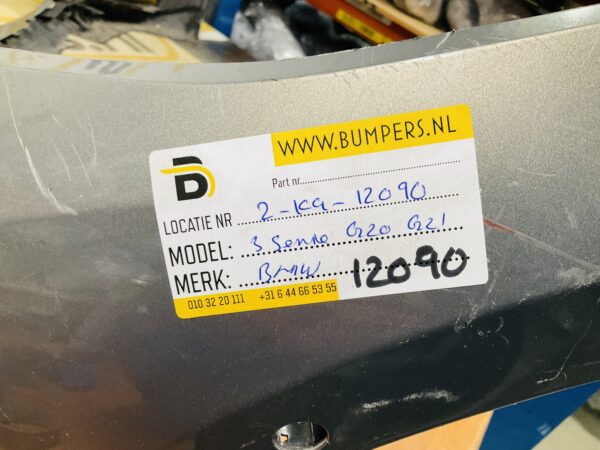 WWW.BUMPERS.NL
B
Part nr
LOCATIE NR 2-KG-12090
MODEL: 3 Serie G20 G21
MERK: BMW
12090
010 32 20 111 +31 6 44 66 53 55